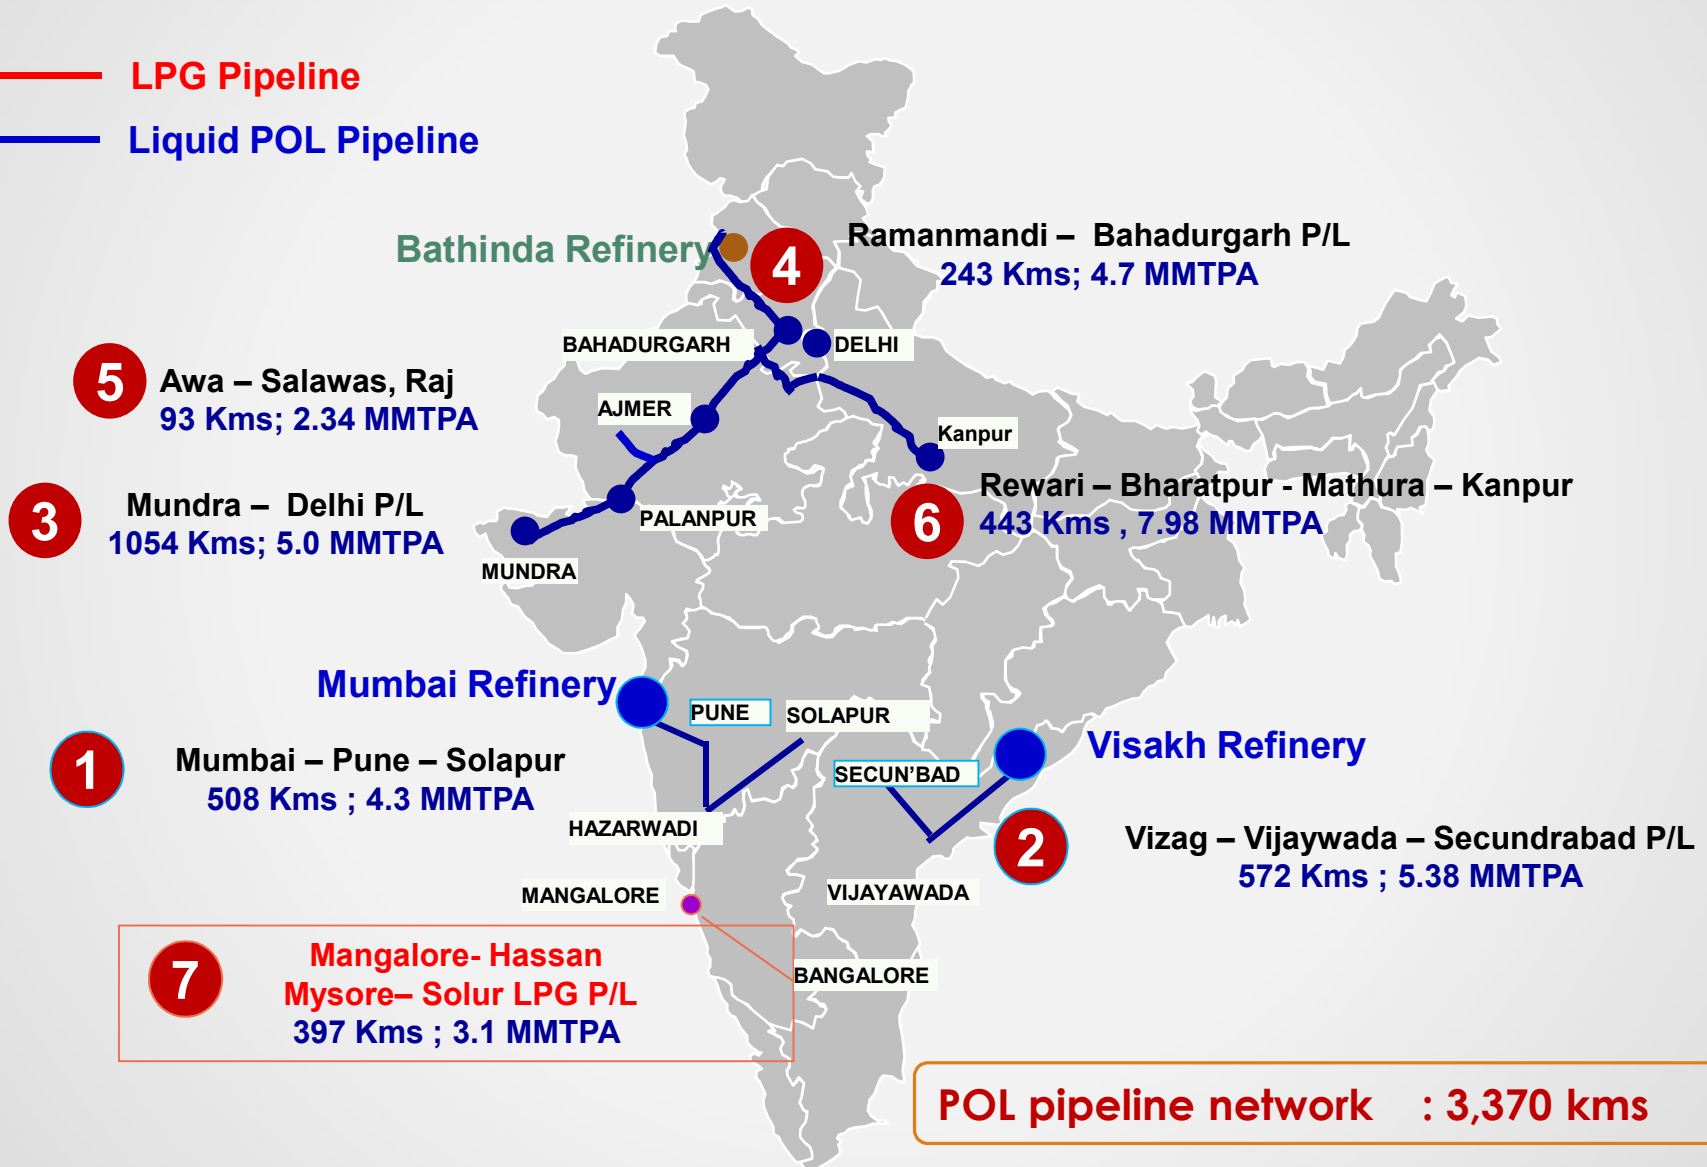 LPG Pipeline
Liquid POL Pipeline
Bathinda Refinery
4
Ramanmandi – Bahadurgarh P/L
243 Kms; 4.7 MMTPA
BAHADURGARH
DELHI
5
Awa – Salawas, Raj
93 Kms; 2.34 MMTPA
AJMER
Kanpur
3
Mundra – Delhi P/L
1054 Kms; 5.0 MMTPA
PALANPUR
MUNDRA
6
Rewari – Bharatpur - Mathura – Kanpur
443 Kms , 7.98 MMTPA
Mumbai Refinery
PUNE
SOLAPUR
1
Mumbai – Pune – Solapur
508 Kms ; 4.3 MMTPA
HAZARWADI
SECUN'BAD
Visakh Refinery
2
Vizag – Vijaywada – Secundrabad P/L
572 Kms ; 5.38 MMTPA
MANGALORE
VIJAYAWADA
7
Mangalore- Hassan
Mysore– Solur LPG P/L
397 Kms ; 3.1 MMTPA
BANGALORE
POL pipeline network : 3,370 kms